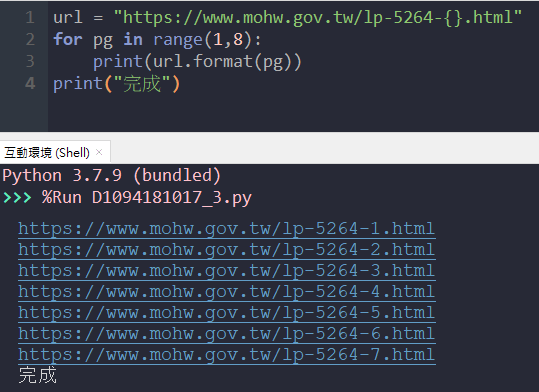 1 url = "https://www.mohw.gov.tw/lp-5264-{}.html"
2 for pg in range(1,8):
3     print(url.format(pg))
4 print("完成")
互動環境 (Shell) ×
Python 3.7.9 (bundled)
>>> %Run D1094181017_3.py
https://www.mohw.gov.tw/lp-5264-1.html
https://www.mohw.gov.tw/lp-5264-2.html
https://www.mohw.gov.tw/lp-5264-3.html
https://www.mohw.gov.tw/lp-5264-4.html
https://www.mohw.gov.tw/lp-5264-5.html
https://www.mohw.gov.tw/lp-5264-6.html
https://www.mohw.gov.tw/lp-5264-7.html
完成